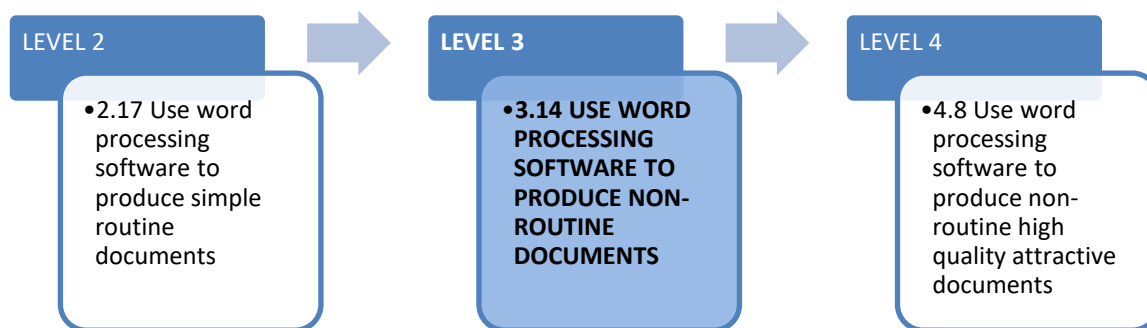 LEVEL 2
•2.17 Use word
processing
software to
produce simple
routine
documents
LEVEL 3
•3.14 USE WORD
PROCESSING
SOFTWARE TO
PRODUCE NON-
ROUTINE
DOCUMENTS
LEVEL 4
•4.8 Use word
processing
software to
produce non-
routine high
quality attractive
documents